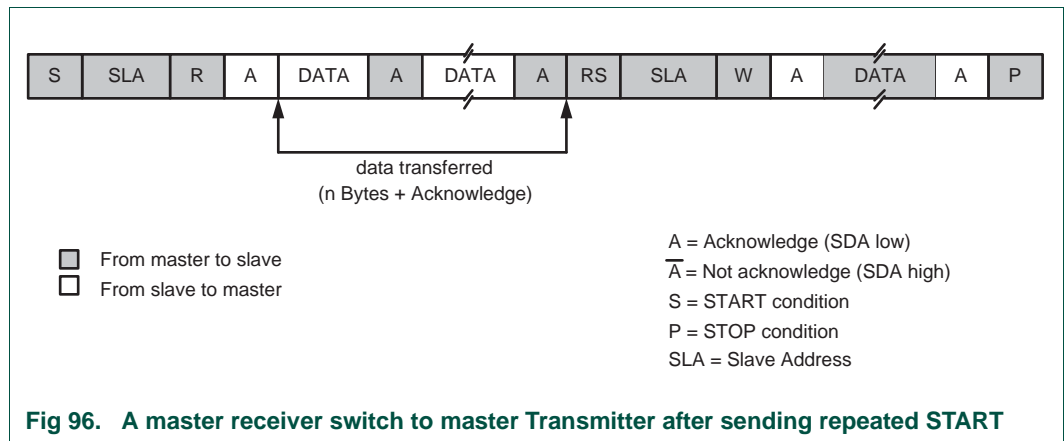 S SLA R A DATA A DATA A RS SLA W A DATA A P
data transferred
(n Bytes + Acknowledge)
From master to slave
From slave to master
A = Acknowledge (SDA low)
A̅ = Not acknowledge (SDA high)
S = START condition
P = STOP condition
SLA = Slave Address
Fig 96. A master receiver switch to master Transmitter after sending repeated START